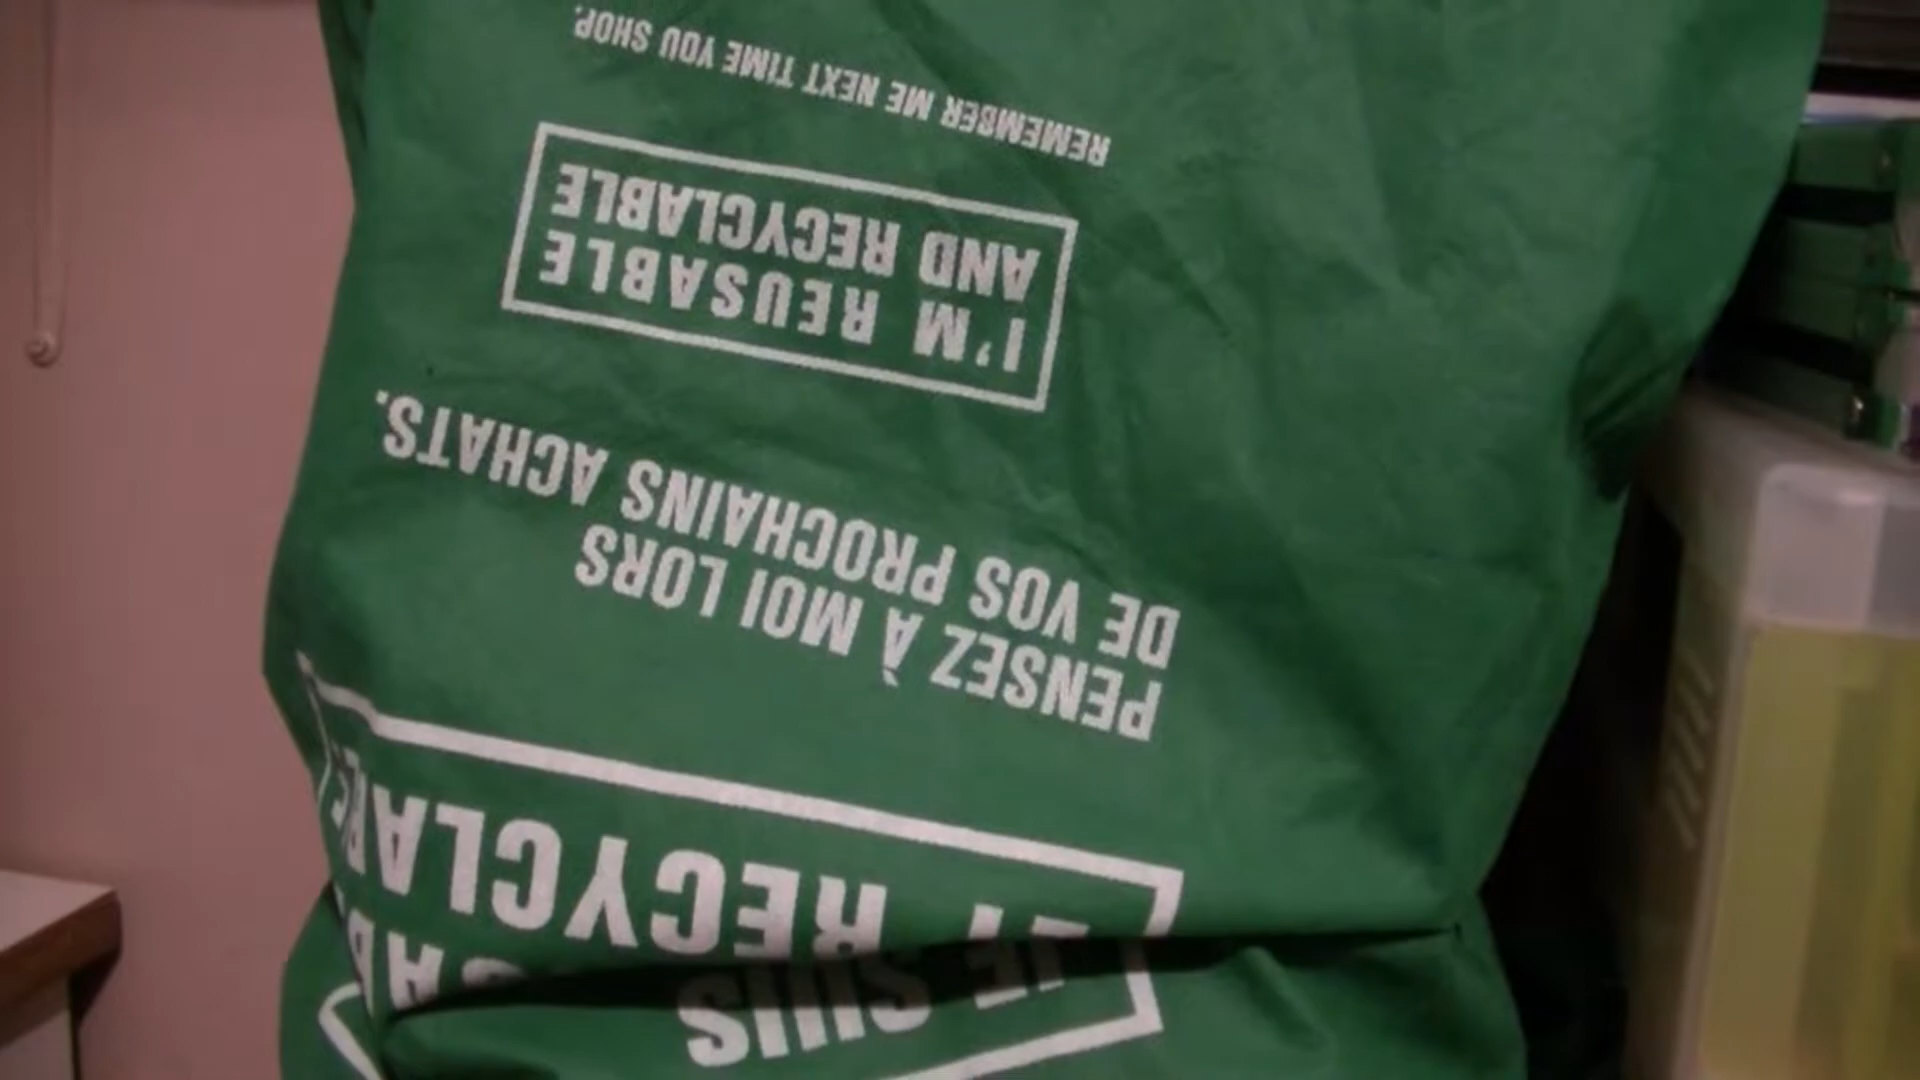 JE SUIS
ET RECYCLABLE
PENSEZ À MOI LORS
DE VOS PROCHAINS ACHATS.
I'M REUSABLE
AND RECYCLABLE
REMEMBER ME NEXT TIME YOU SHOP.